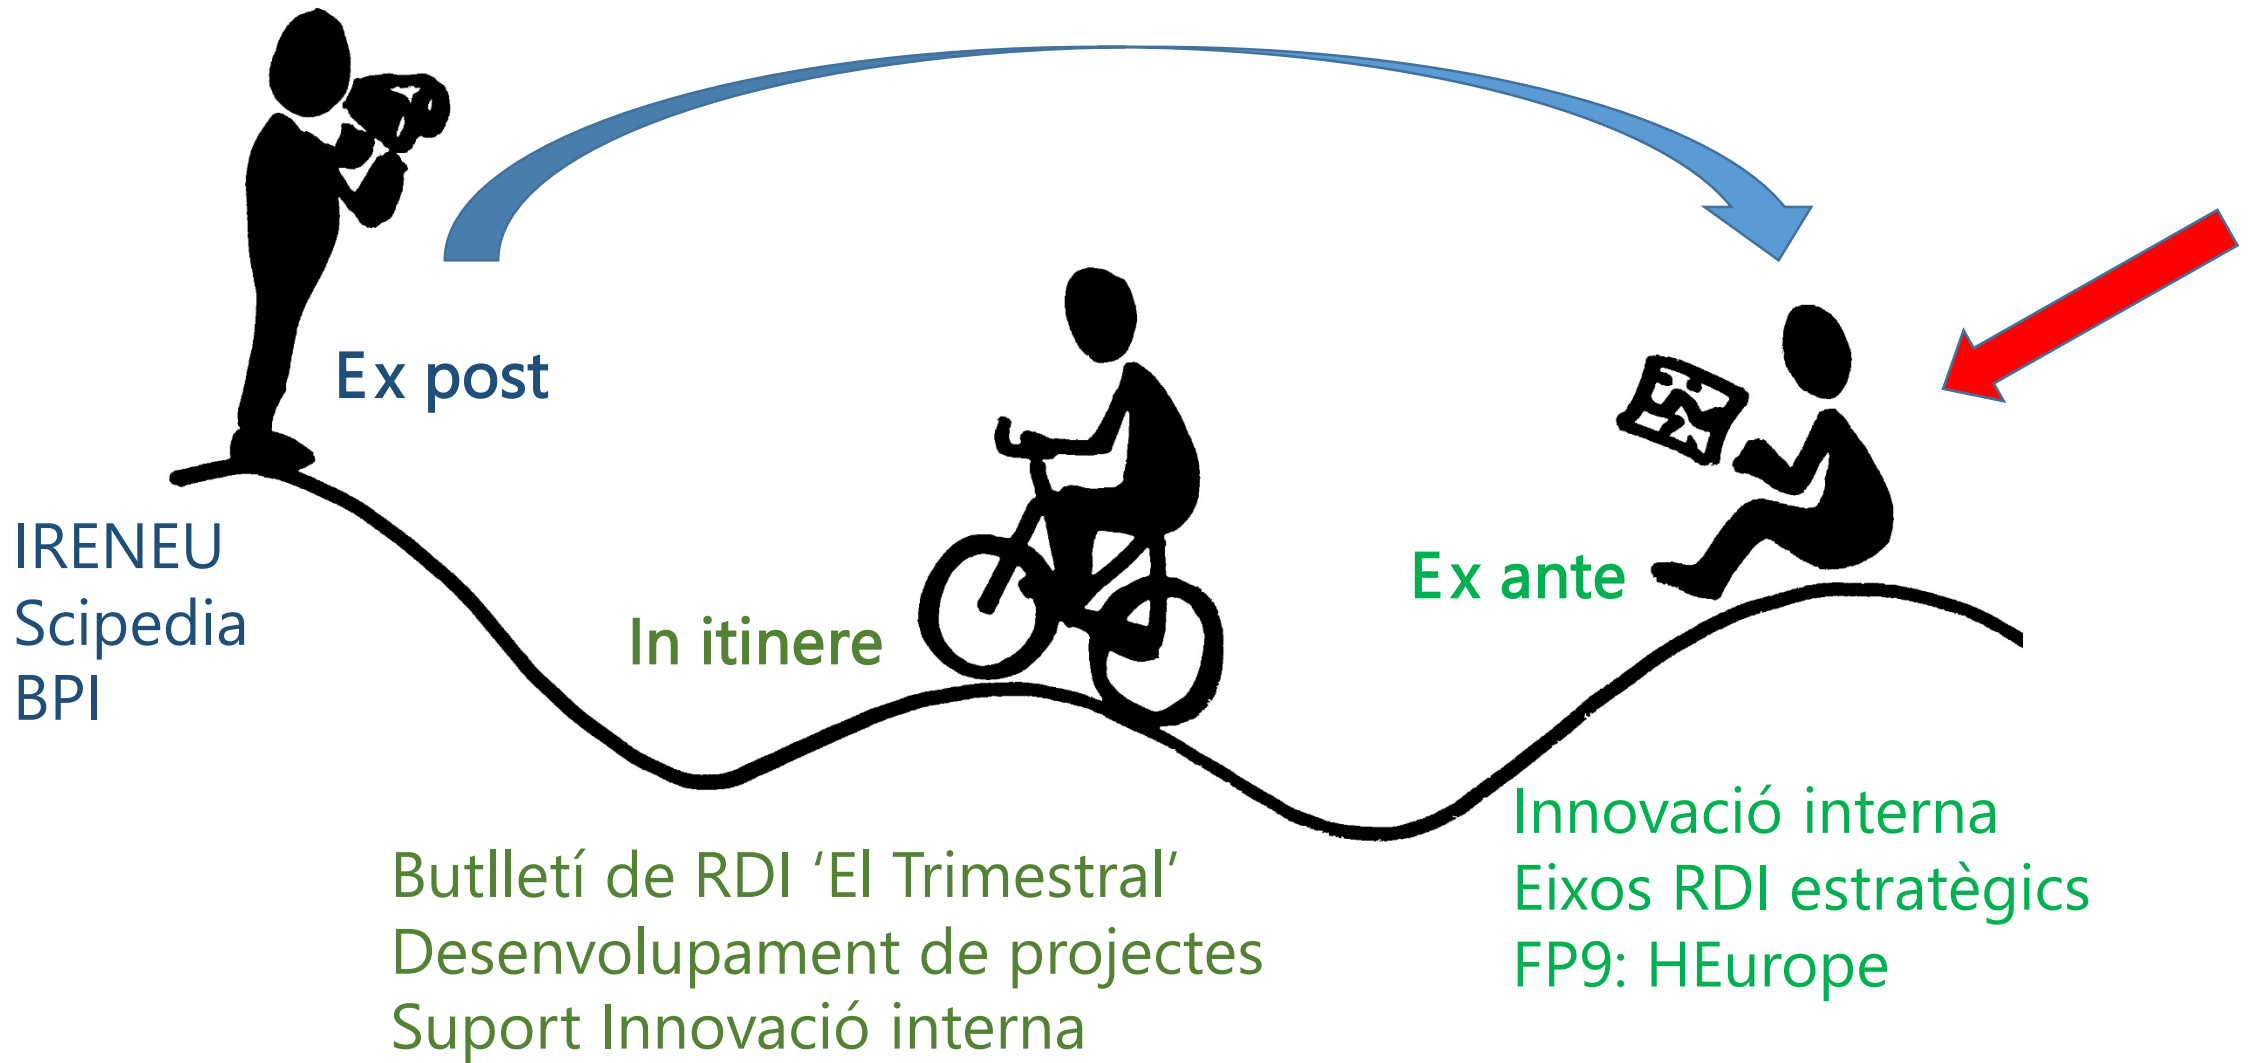 Ex post
IRENEU
Scipedia
BPI
In itinere
Butlletí de RDI ‘El Trimestral’
Desenvolupament de projectes
Suport Innovació interna
Ex ante
Innovació interna
Eixos RDI estratègics
FP9: HEurope